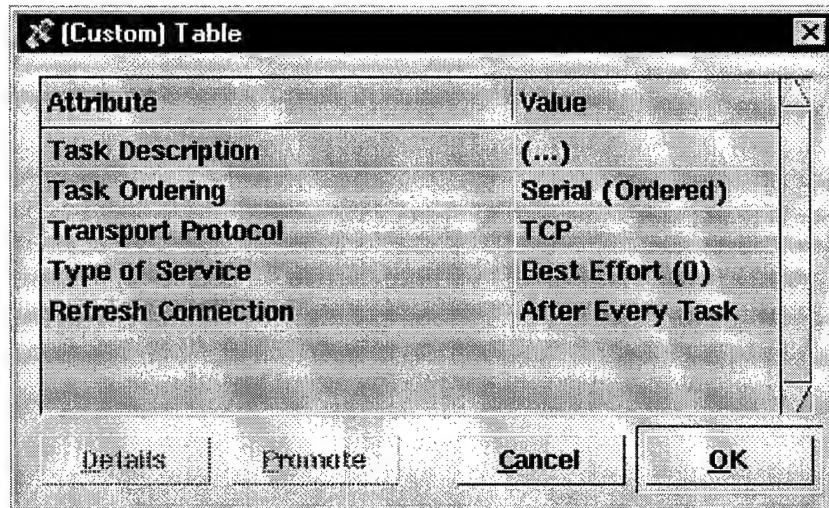 (Custom) Table
Attribute Value
Task Description (...)
Task Ordering Serial (Ordered)
Transport Protocol TCP
Type of Service Best Effort (0)
Refresh Connection After Every Task
Details Promote Cancel OK